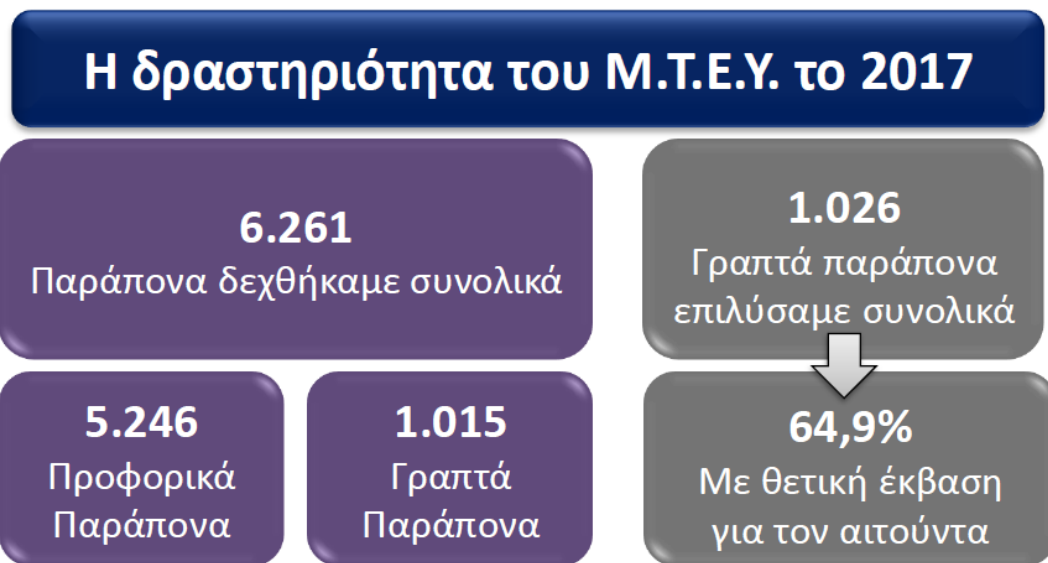 Η δραστηριότητα του Μ.Τ.Ε.Υ. το 2017
6.261
Παράπονα δεχθήκαμε συνολικά
5.246
Προφορικά
Παράπονα
1.015
Γραπτά
Παράπονα
1.026
Γραπτά παράπονα
επιλύσαμε συνολικά
64,9%
Με θετική έκβαση
για τον αιτούντα